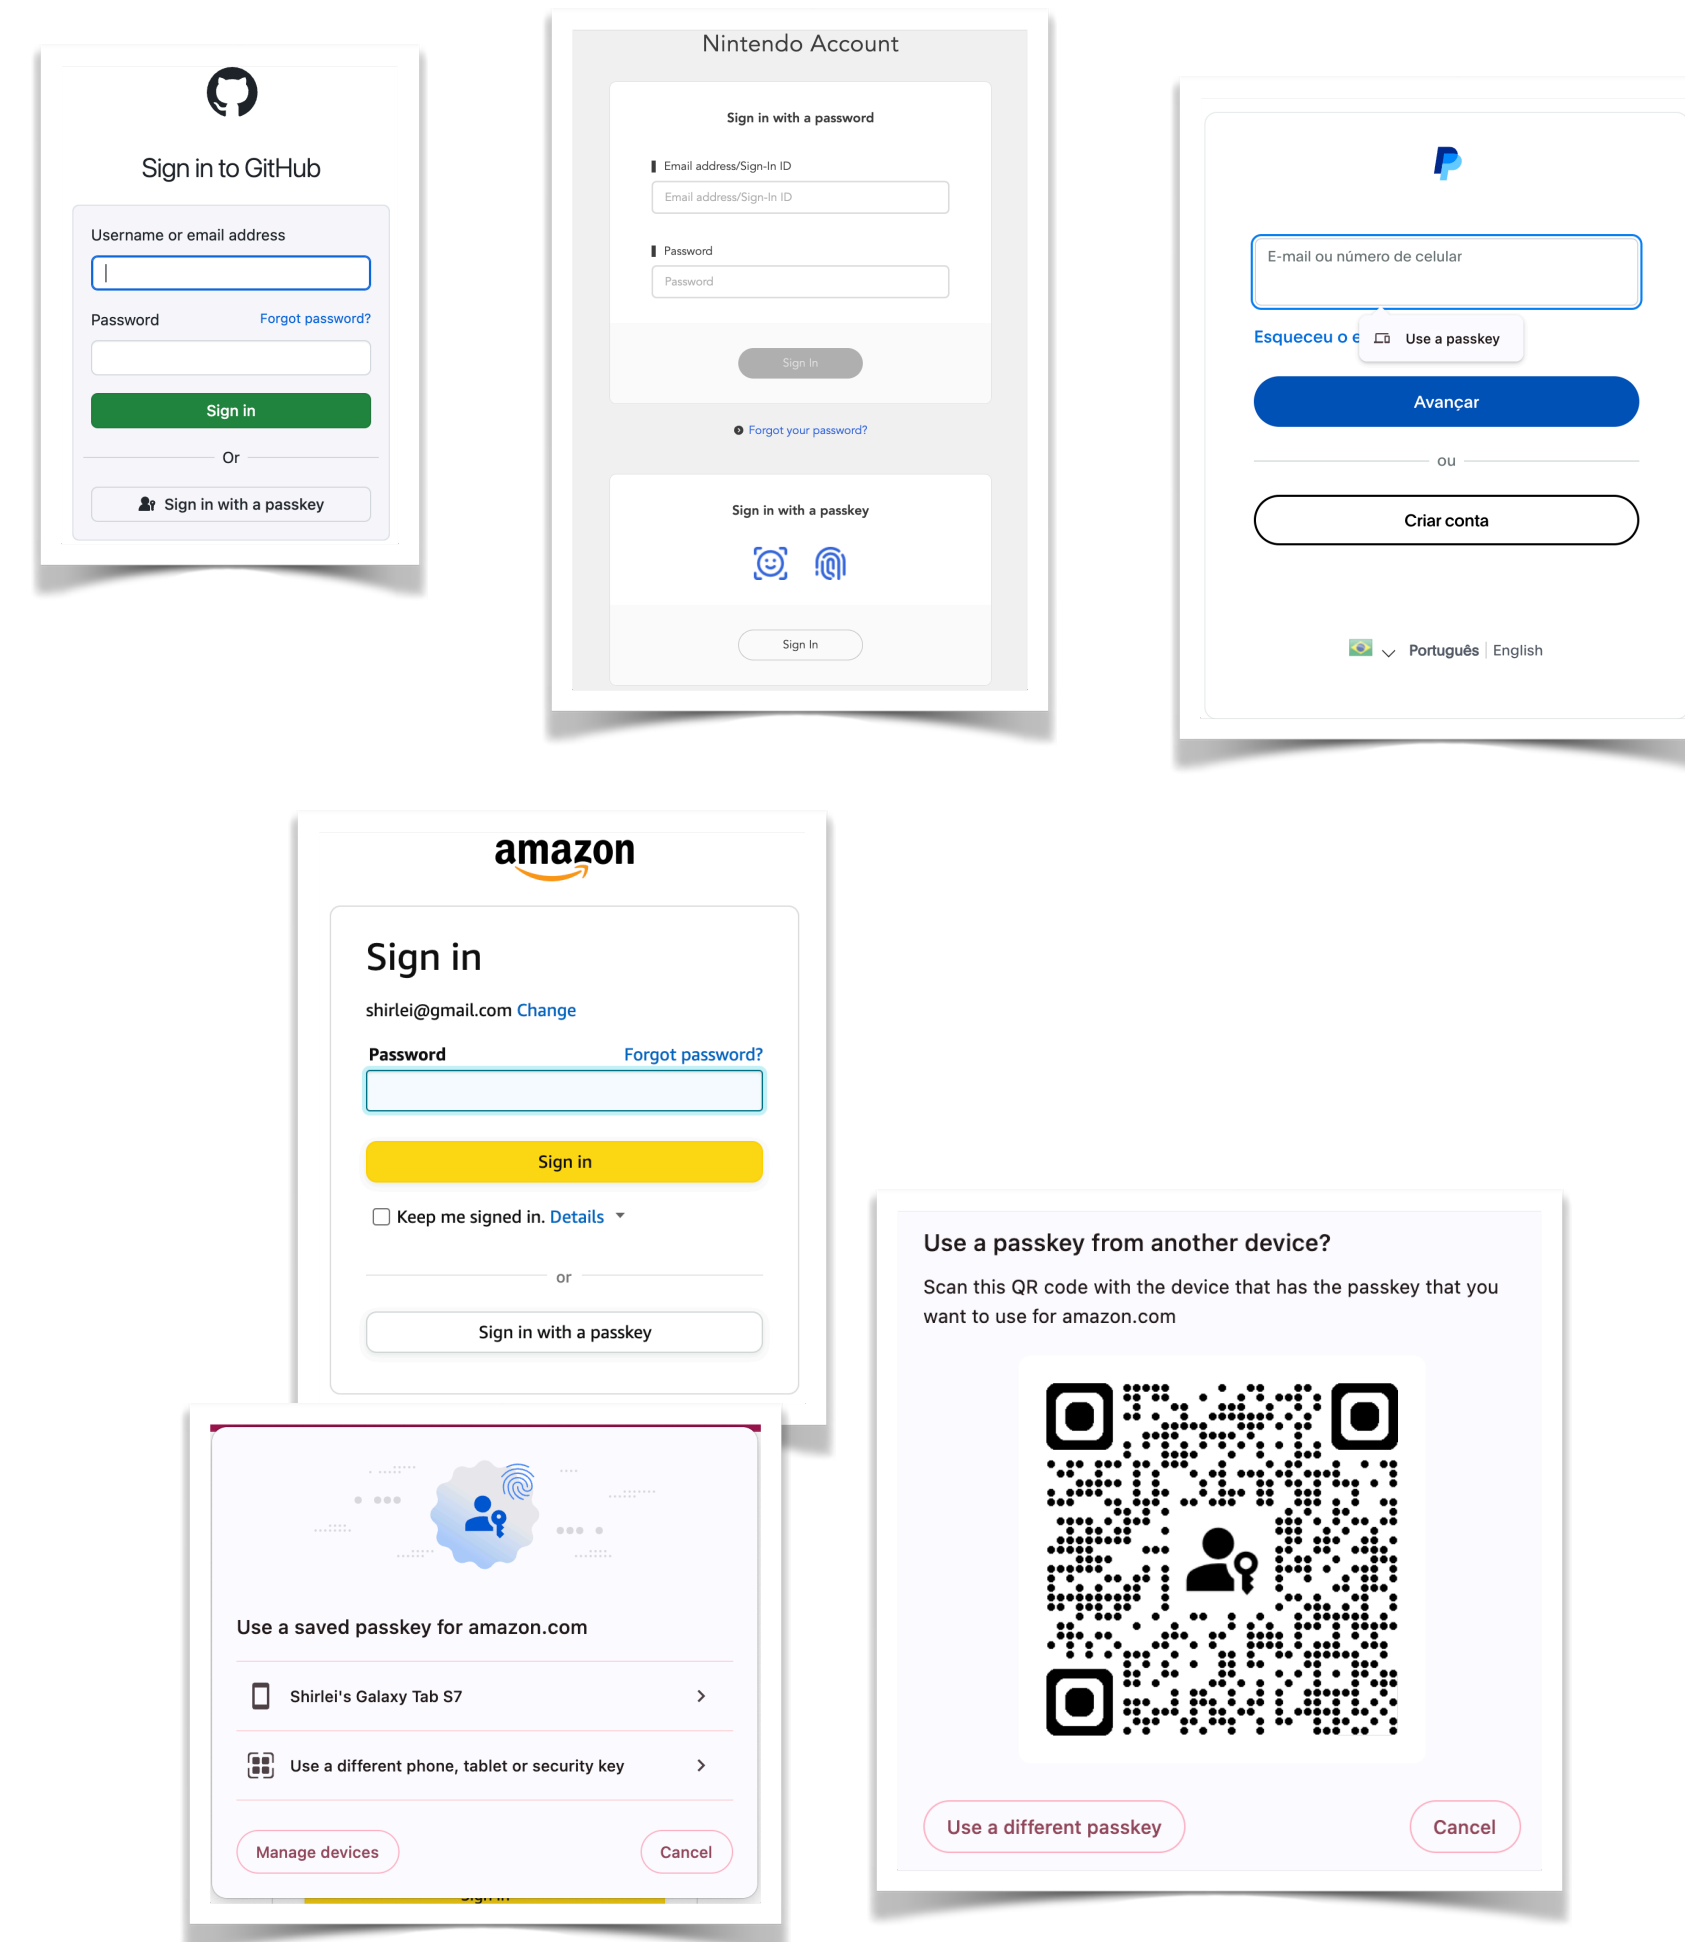 Sign in to GitHub
Username or email address
Password Forgot password?
Sign in
Or
Sign in with a passkey
Nintendo Account
Sign in with a password
Email address/Sign-In ID
Email address/Sign-In ID
Password
Password
Sign In
Forgot your password?
Sign in with a passkey
Sign In
E-mail ou número de celular
Esqueceu o e
Use a passkey
Avançar
ou
Criar conta
Português English
amazon
Sign in
shirlei@gmail.com Change
Password Forgot password?
Sign in
Keep me signed in. Details
or
Sign in with a passkey
Use a saved passkey for amazon.com
Shirlei's Galaxy Tab S7
Use a different phone, tablet or security key
Manage devices Cancel
Sign in
Use a passkey from another device?
Scan this QR code with the device that has the passkey that you
want to use for amazon.com
Use a different passkey Cancel